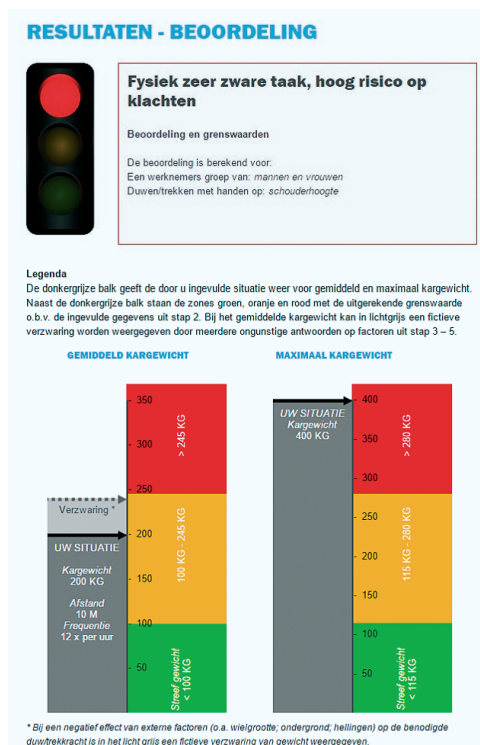 RESULTATEN - BEOORDELING
Fysiek zeer zware taak, hoog risico op
klachten
Beoordeling en grenswaarden
De beoordeling is berekend voor:
Een werknemers groep van: mannen en vrouwen
Duwen/trekken met handen op: schouderhoogte
Legenda
De donkergrijze balk geeft de door u ingevulde situatie weer voor gemiddeld en maximaal kargewicht.
Naast de donkergrijze balk staan de zones groen, oranje en rood met de uitgerekende grenswaarde
o.b.v. de ingevulde gegevens uit stap 2. Bij het gemiddelde kargewicht kan in lichtgrijs een fictieve
verzwaring worden weergegeven door meerdere ongunstige antwoorden op factoren uit stap 3 – 5.
GEMIDDELD KARGEWICHT
350
300
250
200
150
100
50
> 245 KG
100 KG - 245 KG
Streef gewicht
< 100 KG
Verzwaring *
UW SITUATIE
Kargewicht
200 KG
Afstand
10 M
Frequentie
12 x per uur
MAXIMAAL KARGEWICHT
400
350
300
250
200
150
100
50
> 280 KG
115 KG - 280 KG
Streef gewicht
< 115 KG
UW SITUATIE
Kargewicht
400 KG
* Bij een negatief effect van externe factoren (o.a. wielgrootte; ondergrond; hellingen) op de benodigde
duw/trekkracht is in het licht grijs een fictieve verzwaring van gewicht weergegeven.